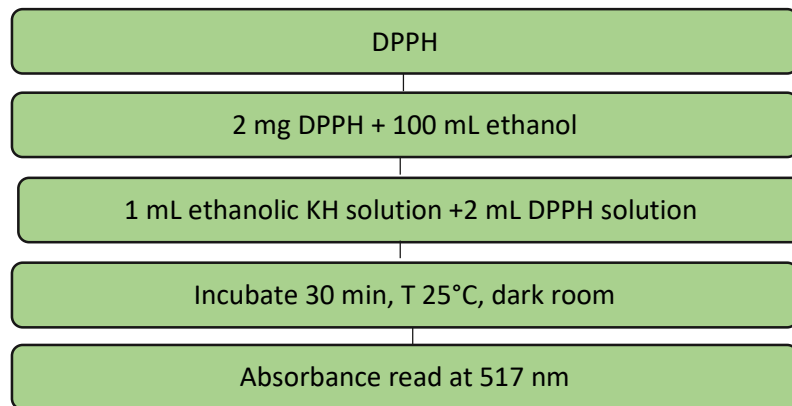 DPPH
2 mg DPPH + 100 mL ethanol
1 mL ethanolic KH solution +2 mL DPPH solution
Incubate 30 min, T 25°C, dark room
Absorbance read at 517 nm